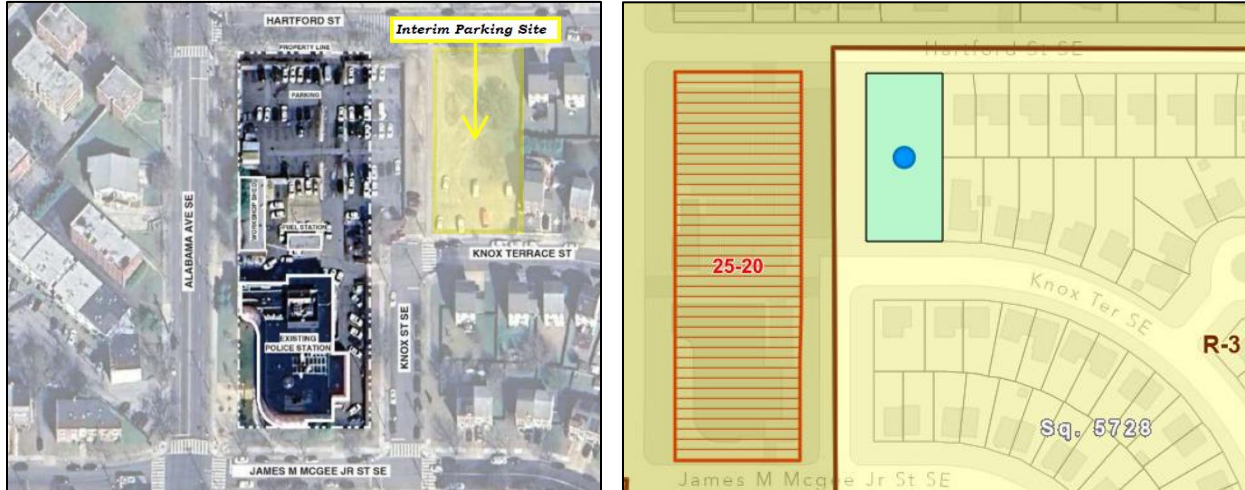 HARTFORD ST
Interim Parking Site
PROPERTY LINE
PARKING
ALABAMA AVE SE
WORKSHOP SHED
FUEL STATION
KNOX TERRACE ST
EXISTING
POLICE STATION
KNOX ST SE
JAMES M MCGEE JR ST SE
Hartford St SE
25-20
Knox Ter SE
R-3
Sq. 5728
James M Mcgee Jr St SE